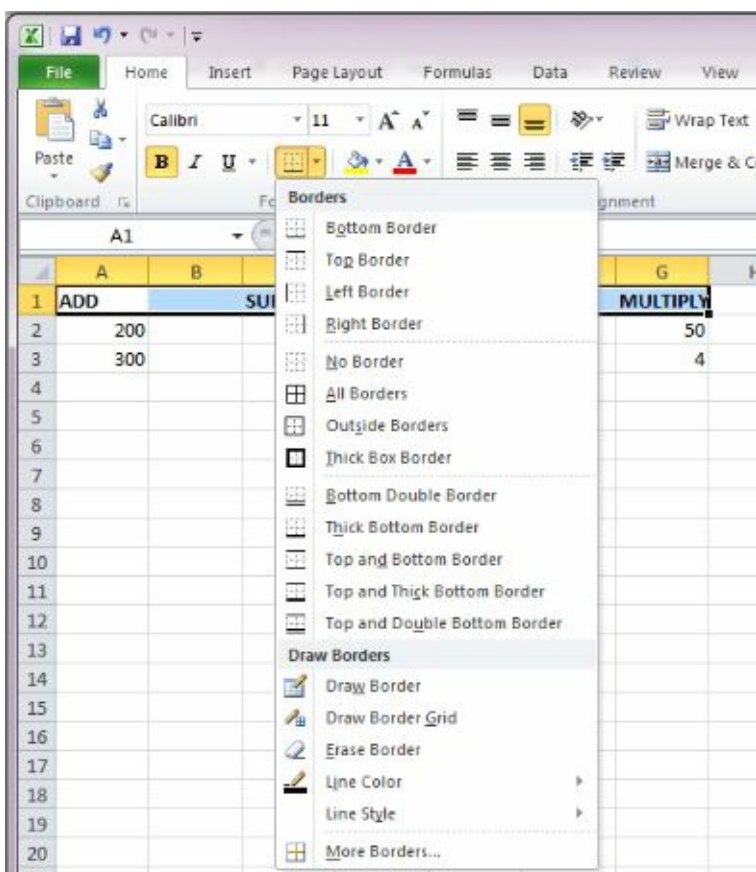 File Home Insert Page Layout Formulas Data Review View
Calibri 11 A A Wrap Text
Paste B I U A Merge &
Clipboard
A1
A B G
1 ADD MULTIPLY
2 200 50
3 300 4
4
5
6
7
8
9
10
11
12
13
14
15
16
17
18
19
20
Borders
Bottom Border
Top Border
Left Border
Right Border
No Border
All Borders
Outside Borders
Thick Box Border
Bottom Double Border
Thick Bottom Border
Top and Bottom Border
Top and Thick Bottom Border
Top and Double Bottom Border
Draw Borders
Draw Border
Draw Border Grid
Erase Border
Line Color
Line Style
More Borders...